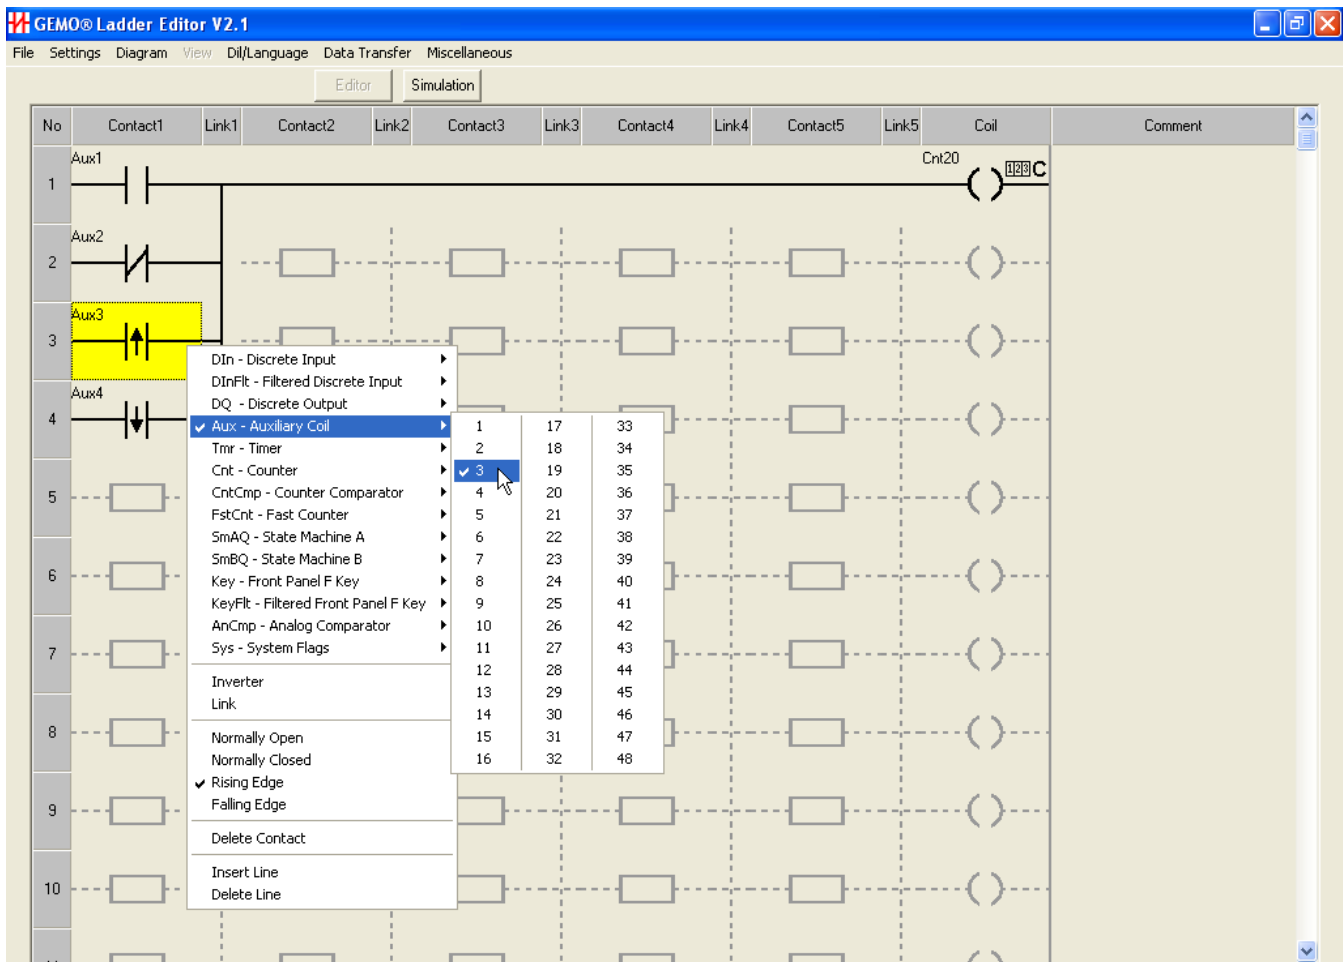 GEMO® Ladder Editor V2.1
File Settings Diagram View Dil/Language Data Transfer Miscellaneous
Editor Simulation
No Contact1 Link1 Contact2 Link2 Contact3 Link3 Contact4 Link4 Contact5 Link5 Coil Comment
Aux1 Cnt20
1 123 C
Aux2
2
Aux3
3
Aux4
4
5
6
7
8
9
10
DIn - Discrete Input
DInFlt - Filtered Discrete Input
DQ - Discrete Output
Aux - Auxiliary Coil
Tmr - Timer
Cnt - Counter
CntCmp - Counter Comparator
FstCnt - Fast Counter
SmAQ - State Machine A
SmBQ - State Machine B
Key - Front Panel F Key
KeyFlt - Filtered Front Panel F Key
AnCmp - Analog Comparator
Sys - System Flags
Inverter
Link
Normally Open
Normally Closed
Rising Edge
Falling Edge
Delete Contact
Insert Line
Delete Line
1 17 33
2 18 34
3 19 35
4 20 36
5 21 37
6 22 38
7 23 39
8 24 40
9 25 41
10 26 42
11 27 43
12 28 44
13 29 45
14 30 46
15 31 47
16 32 48